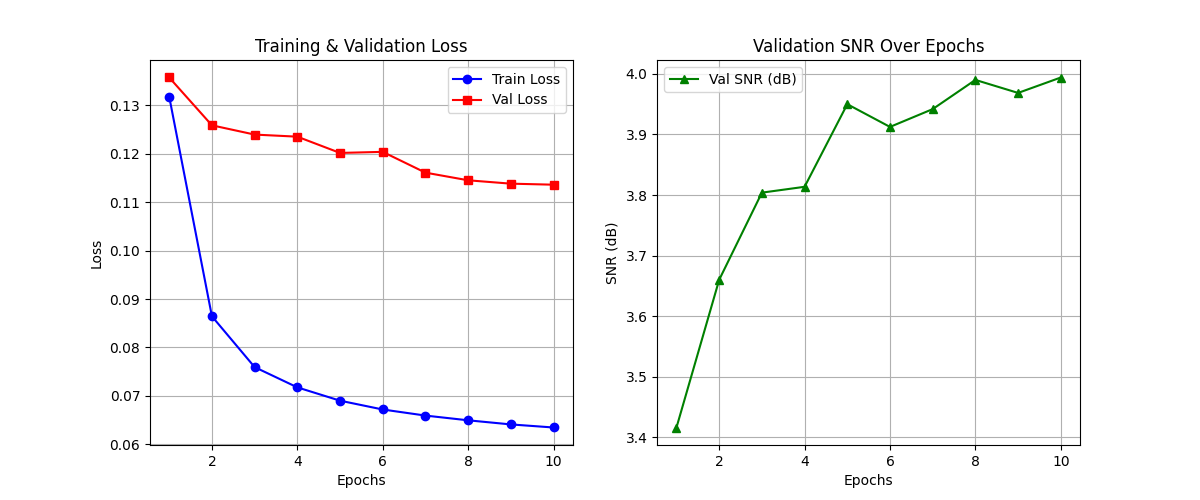 Training & Validation Loss
Train Loss
Val Loss
0.13
0.12
0.11
0.10
0.09
0.08
0.07
0.06
Loss
2
4
6
8
10
Epochs
Validation SNR Over Epochs
Val SNR (dB)
4.0
3.9
3.8
3.7
3.6
3.5
3.4
SNR (dB)
2
4
6
8
10
Epochs